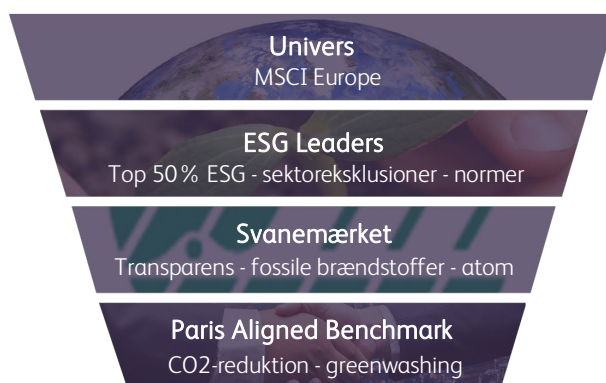 Univers
MSCI Europe
ESG Leaders
Top 50% ESG - sektoreksklusioner - normer
Svanemærket
Transparens - fossile brændstoffer - atom
Paris Aligned Benchmark
CO2-reduktion - greenwashing